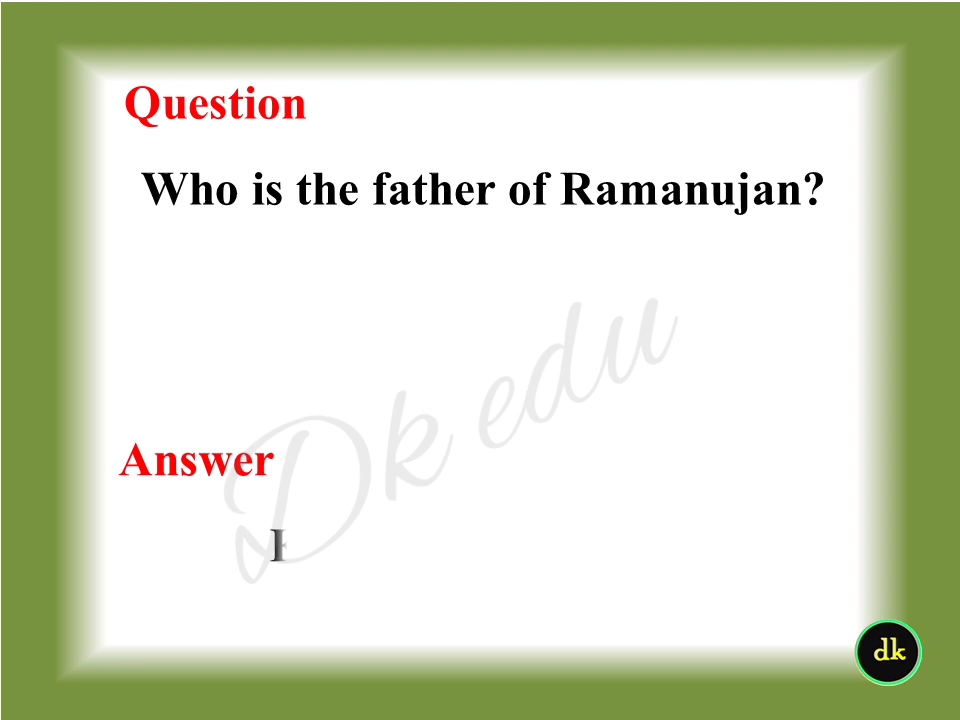 Question
Who is the father of Ramanujan?
Dk edu
Answer
dk